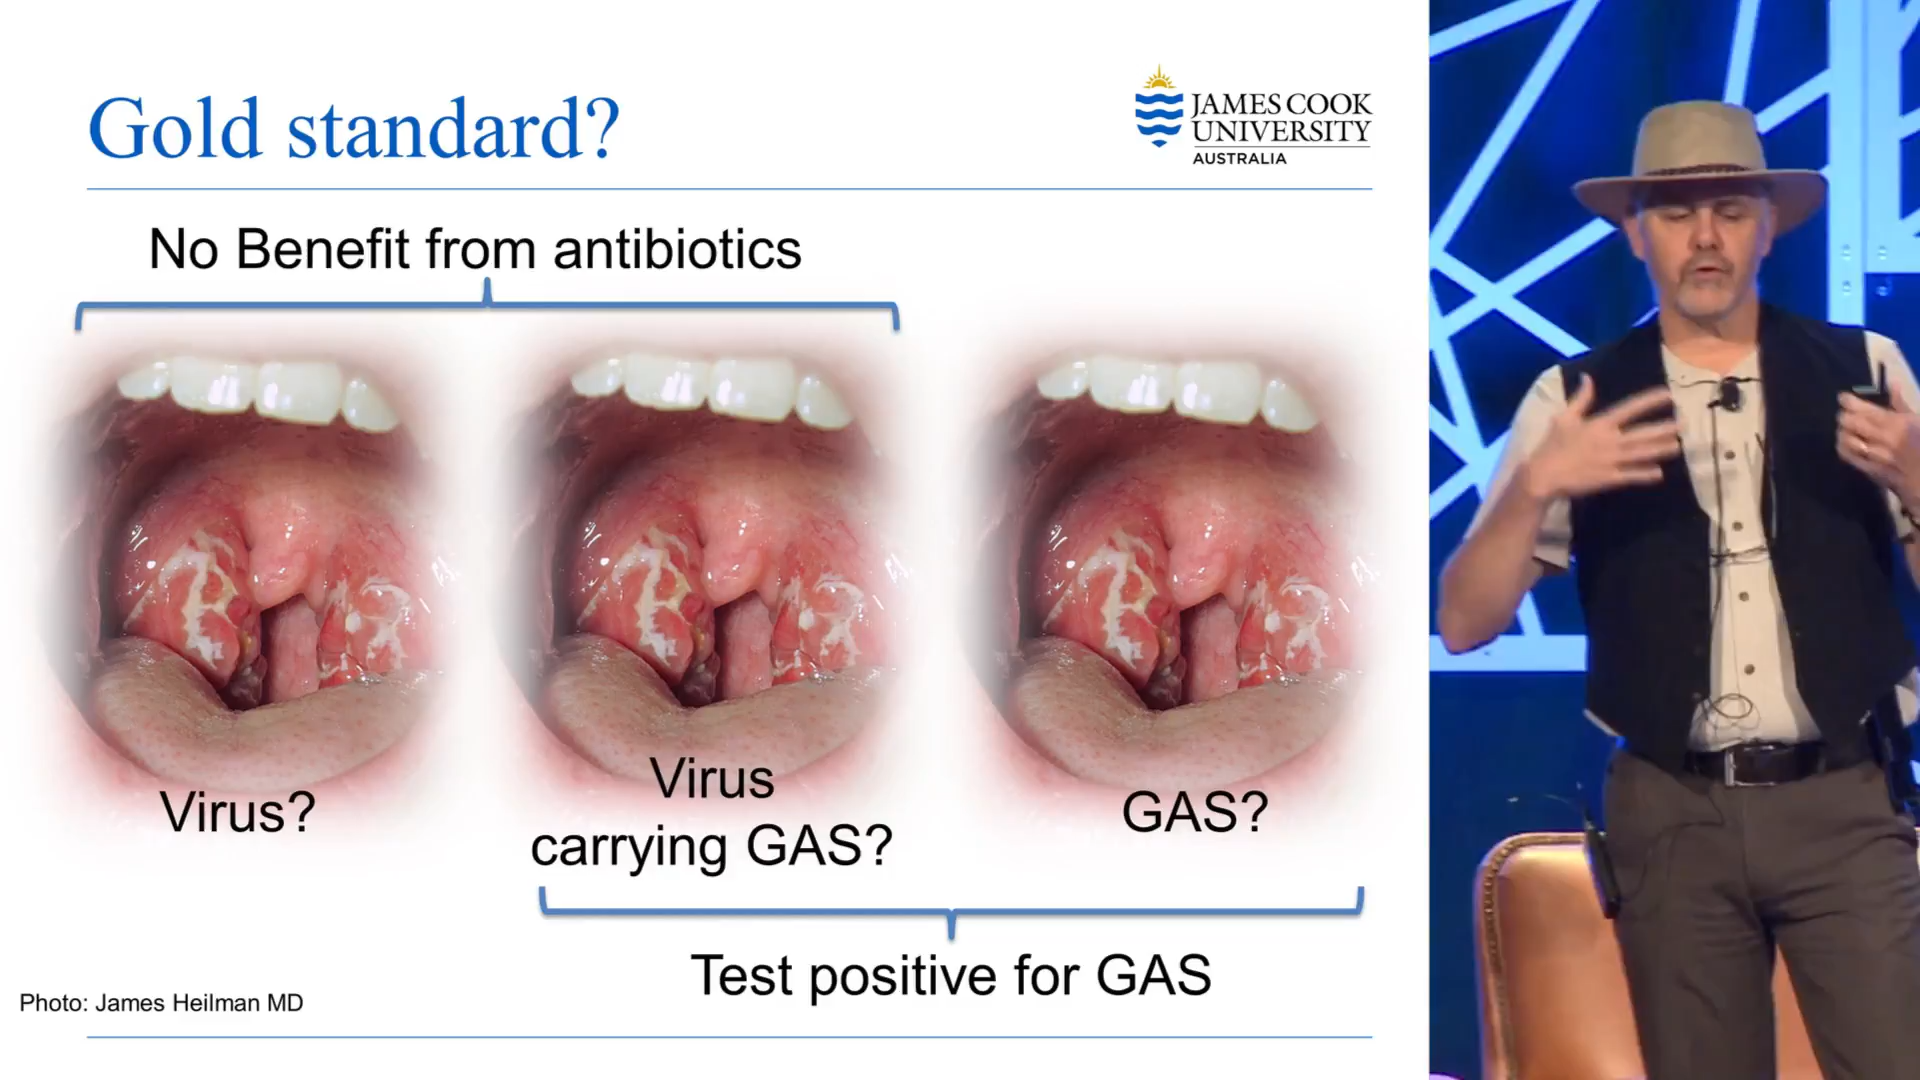 Gold standard?
JAMES COOK
UNIVERSITY
AUSTRALIA
No Benefit from antibiotics
Virus?
Virus
carrying GAS?
GAS?
Test positive for GAS
Photo: James Heilman MD